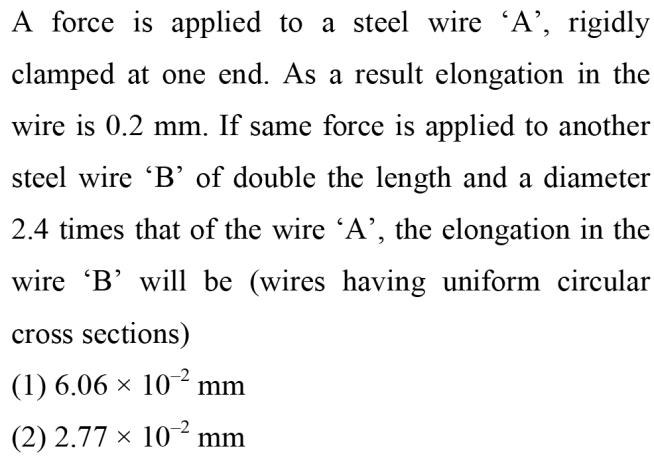 A force is applied to a steel wire ‘A’, rigidly
clamped at one end. As a result elongation in the
wire is 0.2 mm. If same force is applied to another
steel wire ‘B’ of double the length and a diameter
2.4 times that of the wire ‘A’, the elongation in the
wire ‘B’ will be (wires having uniform circular
cross sections)
(1) 6.06 × 10⁻² mm
(2) 2.77 × 10⁻² mm